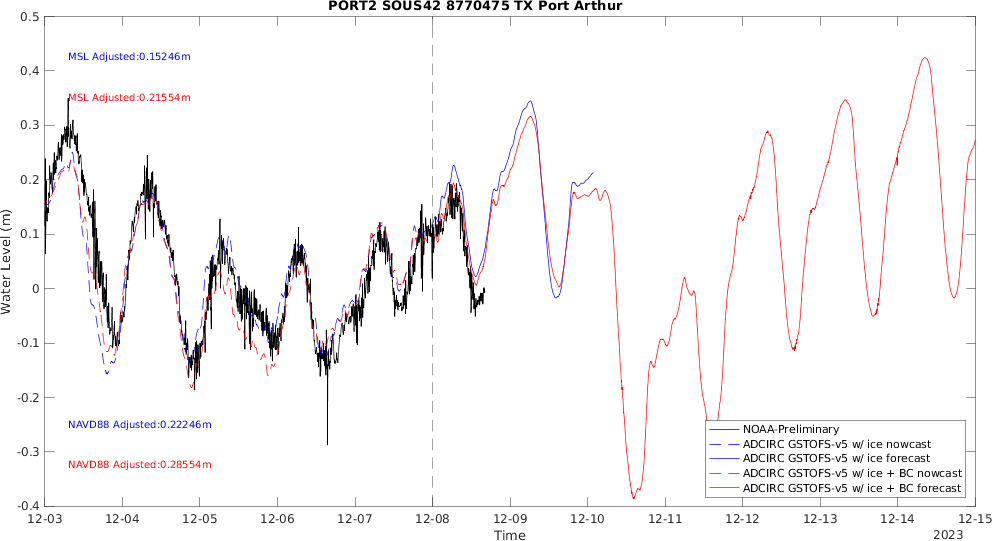 PORT2 SOUS42 8770475 TX Port Arthur
0.5
0.4
0.3
0.2
0.1
0
-0.1
-0.2
-0.3
-0.4
Water Level (m)
MSL Adjusted:0.15246m
MSL Adjusted:0.21554m
NAVD88 Adjusted:0.22246m
NAVD88 Adjusted:0.28554m
NOAA-Preliminary
ADCIRC GSTOFS-v5 w/ ice nowcast
ADCIRC GSTOFS-v5 w/ ice forecast
ADCIRC GSTOFS-v5 w/ ice + BC nowcast
ADCIRC GSTOFS-v5 w/ ice + BC forecast
12-03 12-04 12-05 12-06 12-07 12-08 12-09 12-10 12-11 12-12 12-13 12-14 12-15
Time
2023